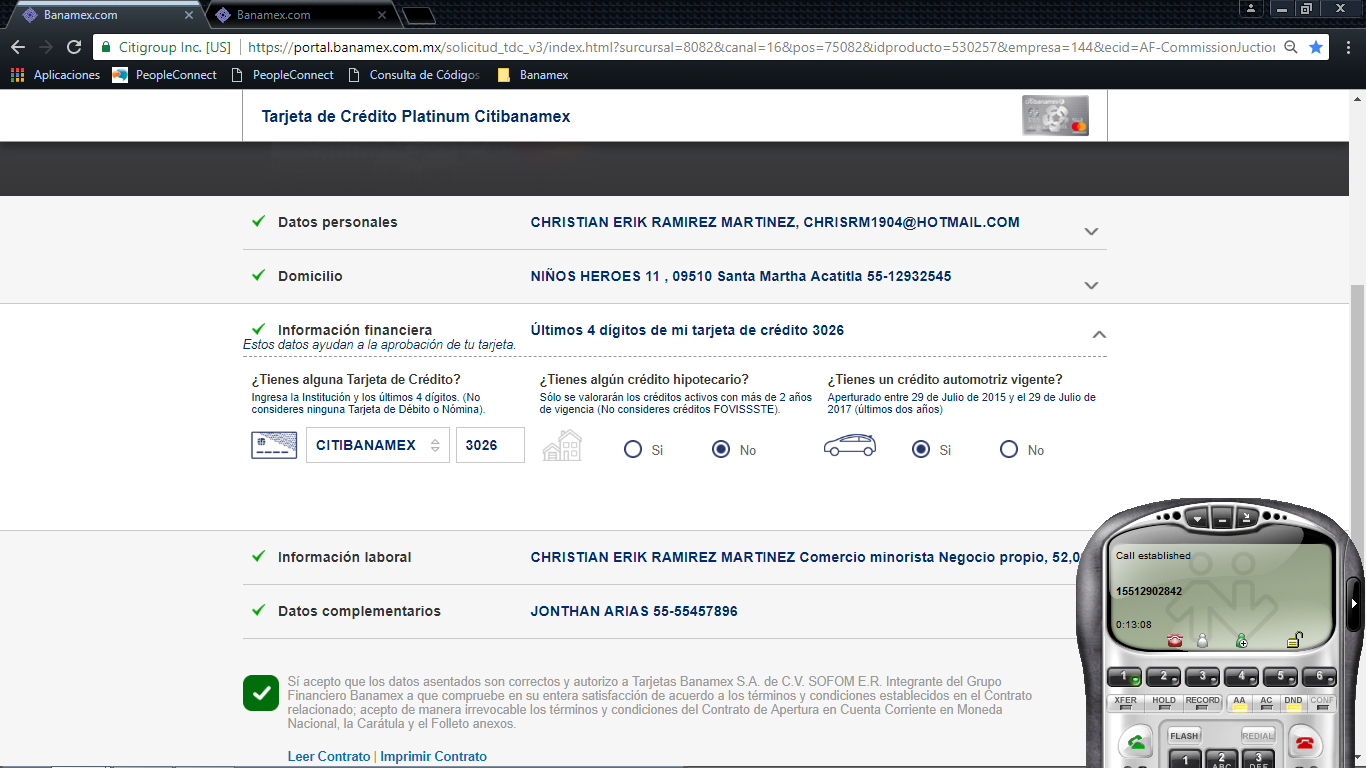 Banamex.com
Banamex.com
Citigroup Inc. [US]
https://portal.banamex.com.mx/solicitud_tdc_v3/index.html?surcursal=8082&canal=16&pos=75082&idproducto=530257&empresa=144&ecid=AF-CommissionJuction
Aplicaciones
PeopleConnect
PeopleConnect
Consulta de Códigos
Banamex
Tarjeta de Crédito Platinum Citibanamex
Datos personales
CHRISTIAN ERIK RAMIREZ MARTINEZ, CHRISRM1904@HOTMAIL.COM
Domicilio
NIÑOS HEROES 11 , 09510 Santa Martha Acatitla 55-12932545
Información financiera
Últimos 4 dígitos de mi tarjeta de crédito 3026
Estos datos ayudan a la aprobación de tu tarjeta.
¿Tienes alguna Tarjeta de Crédito?
Ingresa la Institución y los últimos 4 dígitos. (No
consideres ninguna Tarjeta de Débito o Nómina).
CITIBANAMEX
3026
¿Tienes algún crédito hipotecario?
Sólo se valorarán los créditos activos con más de 2 años
de vigencia (No consideres créditos FOVISSSTE).
Si
No
¿Tienes un crédito automotriz vigente?
Aperturado entre 29 de Julio de 2015 y el 29 de Julio de
2017 (últimos dos años)
Si
No
Información laboral
CHRISTIAN ERIK RAMIREZ MARTINEZ Comercio minorista Negocio propio, 52,0
Datos complementarios
JONTHAN ARIAS 55-55457896
Sí acepto que los datos asentados son correctos y autorizo a Tarjetas Banamex S.A. de C.V. SOFOM E.R. Integrante del Grupo
Financiero Banamex a que compruebe en su entera satisfacción de acuerdo a los términos y condiciones establecidos en el Contrato
relacionado; acepto de manera irrevocable los términos y condiciones del Contrato de Apertura en Cuenta Corriente en Moneda
Nacional, la Carátula y el Folleto anexos.
Leer Contrato | Imprimir Contrato
Call established
15512902842
0:13:08
1 2 3 4 5 6
XFER HOLD RECORD AA AC DND CONF
FLASH REDIAL
1 2 3
ABC DEF